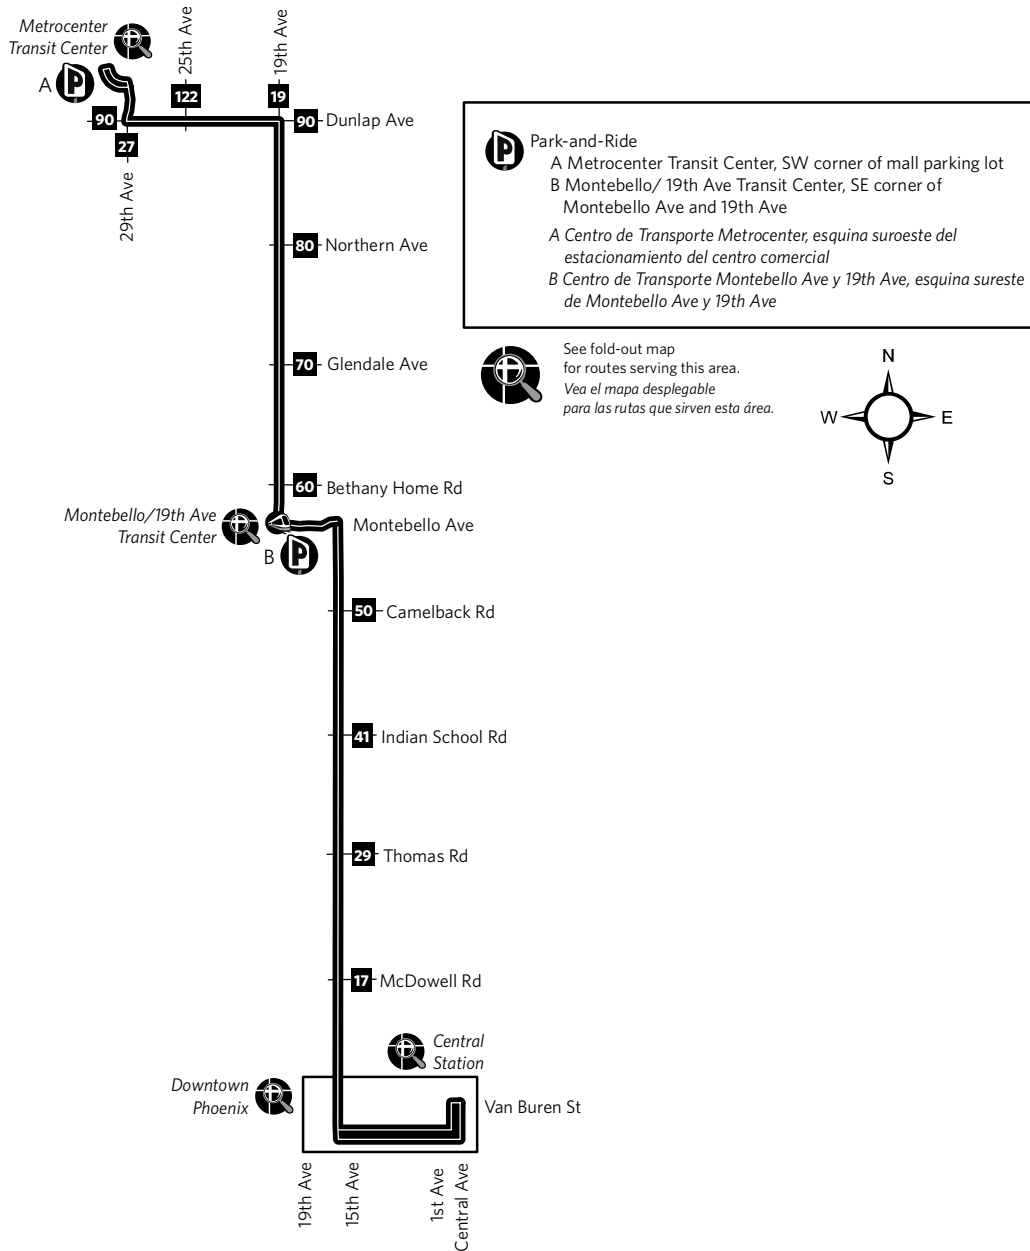 Metrocenter
Transit Center
25th Ave
19th Ave
A
P
122
19
90
90
Dunlap Ave
27
29th Ave
80
Northern Ave
70
Glendale Ave
60
Bethany Home Rd
Montebello/19th Ave
Transit Center
Montebello Ave
B
P
50
Camelback Rd
41
Indian School Rd
29
Thomas Rd
17
McDowell Rd
Central
Station
Downtown
Phoenix
Van Buren St
19th Ave
15th Ave
1st Ave
Central Ave
P
Park-and-Ride
A Metrocenter Transit Center, SW corner of mall parking lot
B Montebello/ 19th Ave Transit Center, SE corner of
Montebello Ave and 19th Ave
A Centro de Transporte Metrocenter, esquina suroeste del
estacionamiento del centro comercial
B Centro de Transporte Montebello Ave y 19th Ave, esquina sureste
de Montebello Ave y 19th Ave
See fold-out map
for routes serving this area.
Vea el mapa desplegable
para las rutas que sirven esta área.
N
W
E
S